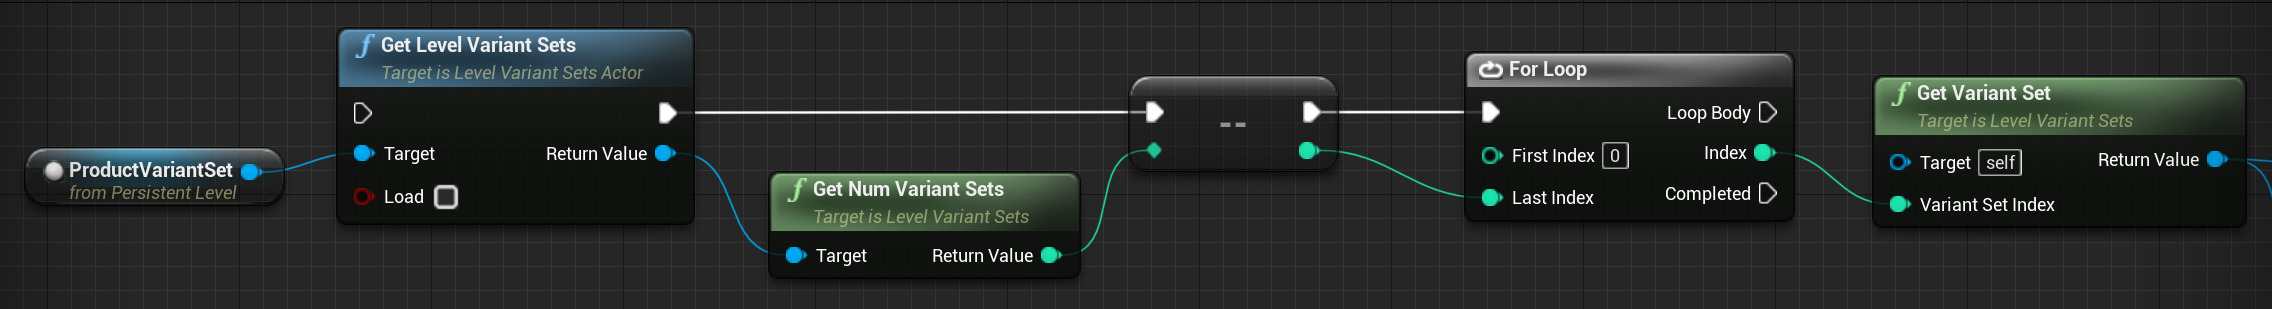 ProductVariantSet
from Persistent Level
f Get Level Variant Sets
Target is Level Variant Sets Actor
Target
Return Value
Load
f Get Num Variant Sets
Target is Level Variant Sets
Target
Return Value
--
For Loop
Loop Body
First Index 0
Index
Last Index
Completed
f Get Variant Set
Target is Level Variant Sets
Target self
Return Value
Variant Set Index